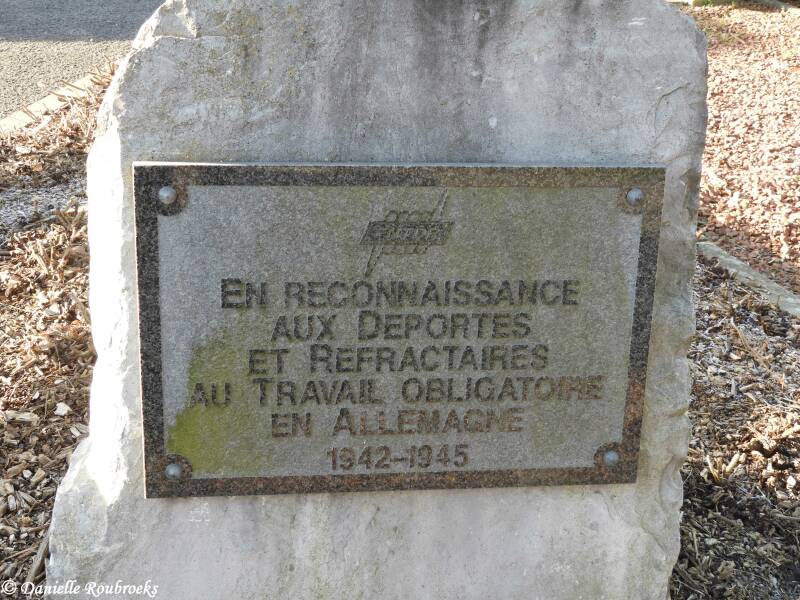 EN RECONNAISSANCE
AUX DEPORTES
ET REFRACTAIRES
AU TRAVAIL OBLIGATOIRE
EN ALLEMAGNE
1942-1945
© Danielle Roubroeks